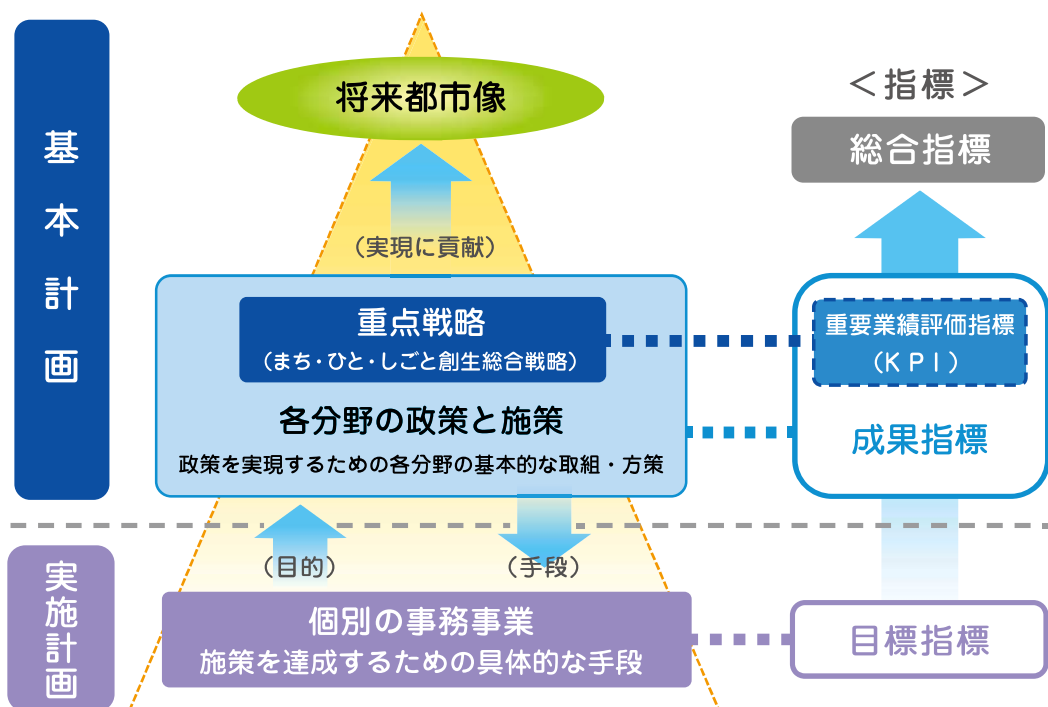 基本計画
将来都市像
（実現に貢献）
重点戦略
（まち・ひと・しごと創生総合戦略）
各分野の政策と施策
政策を実現するための各分野の基本的な取組・方策
＜指標＞
総合指標
重要業績評価指標
（ＫＰＩ）
成果指標
実施計画
（目的）
（手段）
個別の事務事業
施策を達成するための具体的な手段
目標指標